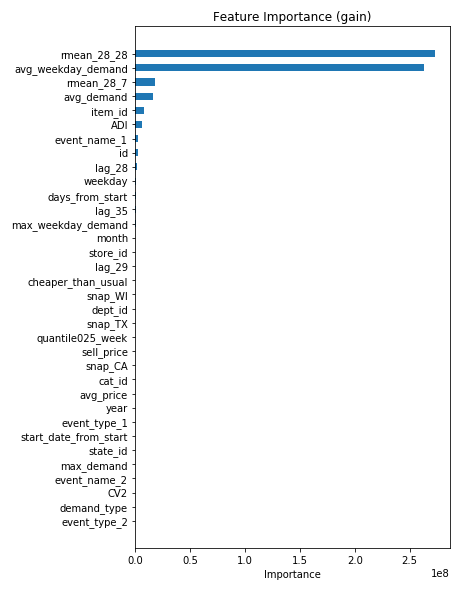 Feature Importance (gain)
rmean_28_28
avg_weekday_demand
rmean_28_7
avg_demand
item_id
ADI
event_name_1
id
lag_28
weekday
days_from_start
lag_35
max_weekday_demand
month
store_id
lag_29
cheaper_than_usual
snap_WI
dept_id
snap_TX
quantile025_week
sell_price
snap_CA
cat_id
avg_price
year
event_type_1
start_date_from_start
state_id
max_demand
event_name_2
CV2
demand_type
event_type_2
0.0 0.5 1.0 1.5 2.0 2.5
1e8
Importance